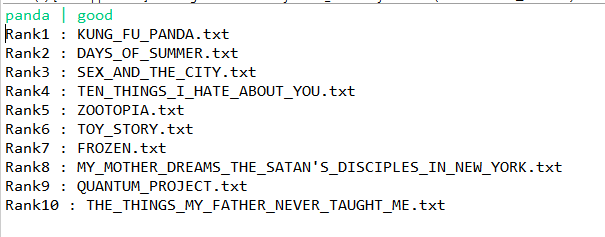 panda | good
Rank1 : KUNG_FU_PANDA.txt
Rank2 : DAYS_OF_SUMMER.txt
Rank3 : SEX_AND_THE_CITY.txt
Rank4 : TEN_THINGS_I_HATE_ABOUT_YOU.txt
Rank5 : ZOOTOPIA.txt
Rank6 : TOY_STORY.txt
Rank7 : FROZEN.txt
Rank8 : MY_MOTHER_DREAMS_THE_SATAN'S_DISCIPLES_IN_NEW_YORK.txt
Rank9 : QUANTUM_PROJECT.txt
Rank10 : THE_THINGS_MY_FATHER_NEVER_TAUGHT_ME.txt